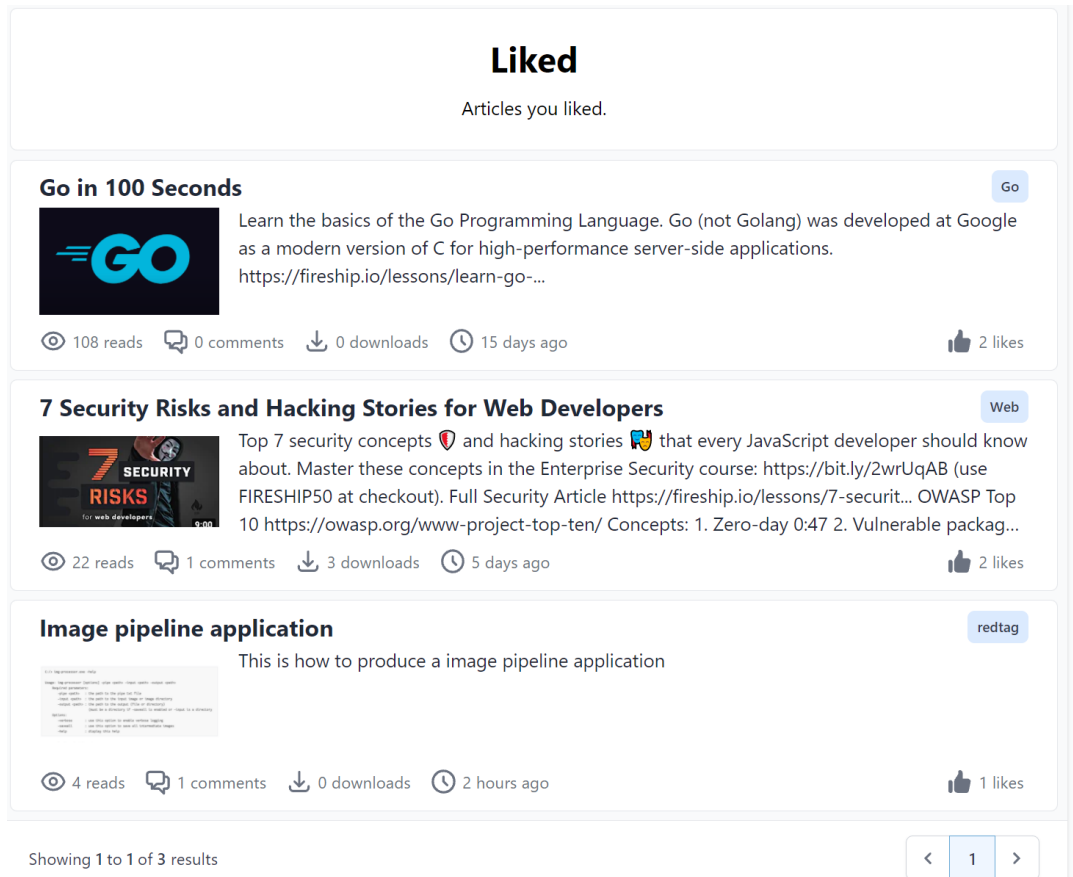 Liked
Articles you liked.
Go in 100 Seconds
Go
GO
Learn the basics of the Go Programming Language. Go (not Golang) was developed at Google
as a modern version of C for high-performance server-side applications.
https://fireship.io/lessons/learn-go-...
108 reads 0 comments 0 downloads 15 days ago 2 likes
7 Security Risks and Hacking Stories for Web Developers
Web
7 SECURITY
RISKS
for web developers
9:00
Top 7 security concepts and hacking stories that every JavaScript developer should know
about. Master these concepts in the Enterprise Security course: https://bit.ly/2wrUqAB (use
FIRESHIP50 at checkout). Full Security Article https://fireship.io/lessons/7-securit... OWASP Top
10 https://owasp.org/www-project-top-ten/ Concepts: 1. Zero-day 0:47 2. Vulnerable packag...
22 reads 1 comments 3 downloads 5 days ago 2 likes
Image pipeline application
redtag
This is how to produce a image pipeline application
4 reads 1 comments 0 downloads 2 hours ago 1 likes
Showing 1 to 1 of 3 results
1